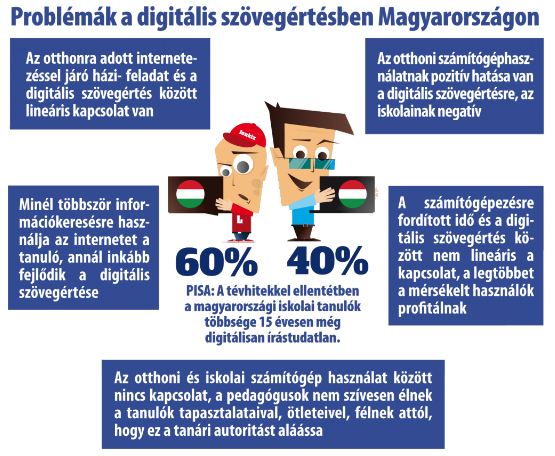 Problémák a digitális szövegértésben Magyarországon
Az otthonra adott internete-
zéssel járó házi- feladat és a
digitális szövegértés között
lineáris kapcsolat van
Az otthoni számítógéphasz-
nálatnak pozitív hatása van
a digitális szövegértésre, az
iskolainak negatív
Minél többször infor-
mációkeresésre hasz-
nálja az internetet a
tanuló, annál inkább
fejlődik a digitális
szövegértése
A számítógépezésre
fordított idő és a digi-
tális szövegértés kö-
zött nem lineáris a
kapcsolat, a legtöbbet
a mérsékelt használók
profitálnak
L
60%
40%
PISA: A tévhitekkel ellentétben
a magyarországi iskolai tanulók
többsége 15 évesen még
digitálisan írástudatlan.
Az otthoni és iskolai számítógép használat között
nincs kapcsolat, a pedagógusok nem szívesen élnek
a tanulók tapasztalataival, ötleteivel, félnek attól,
hogy ez a tanári autoritást aláássa